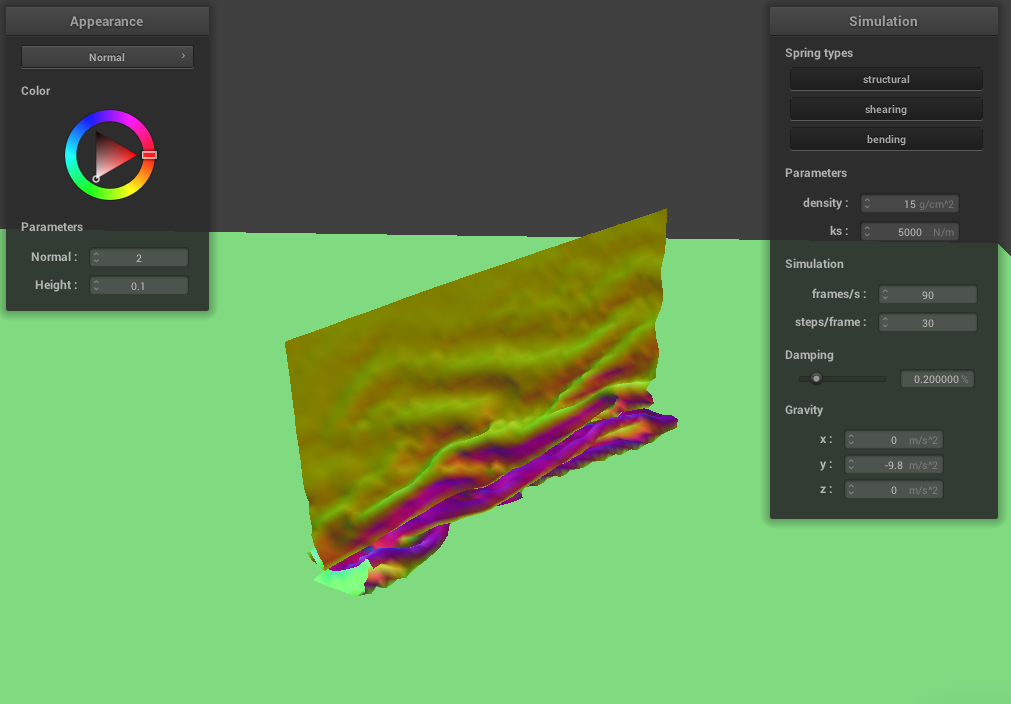 Appearance
Normal
Color
Parameters
Normal : 2
Height : 0.1
Simulation
Spring types
structural
shearing
bending
Parameters
density : 15 g/cm^2
ks : 5000 N/m
Simulation
frames/s : 90
steps/frame : 30
Damping
0.200000 %
Gravity
x : 0 m/s^2
y : -9.8 m/s^2
z : 0 m/s^2